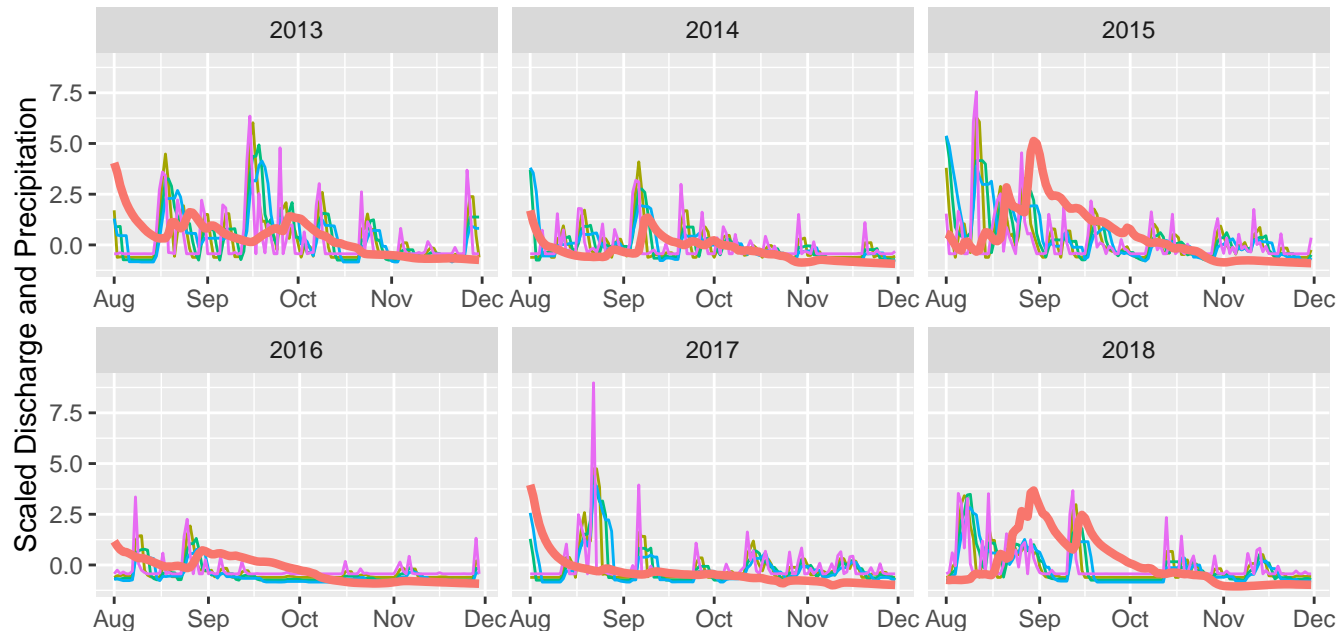 2013 2014 2015
Scaled Discharge and Precipitation
7.5
5.0
2.5
0.0
Aug Sep Oct Nov Dec Aug Sep Oct Nov Dec Aug Sep Oct Nov Dec
2016 2017 2018
7.5
5.0
2.5
0.0
Aug Sep Oct Nov Dec Aug Sep Oct Nov Dec Aug Sep Oct Nov Dec